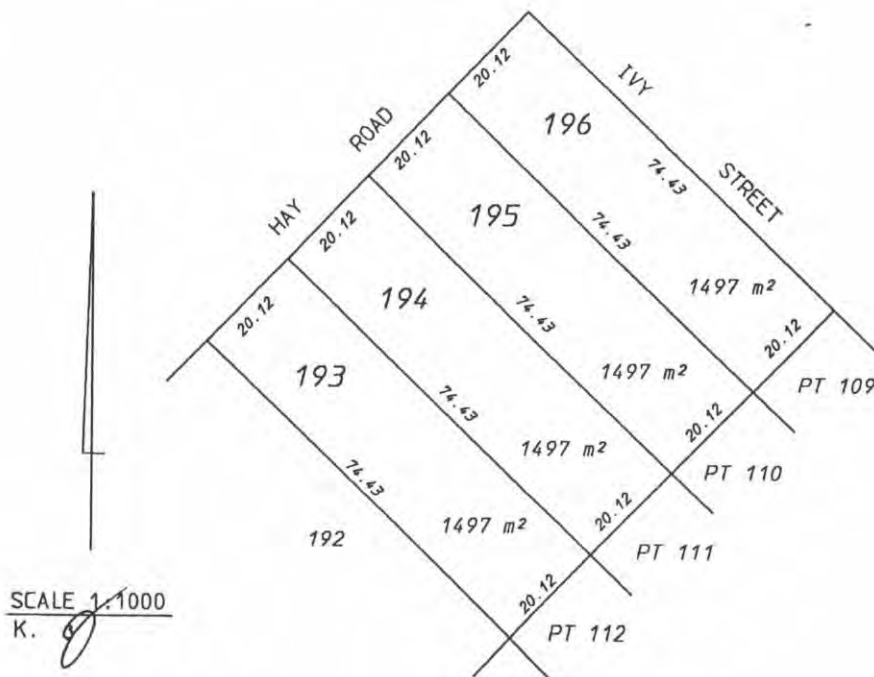 20.12
IVY
STREET
ROAD
HAY
196
74.43
20.12
195
74.43
1497 m²
20.12
20.12
194
74.43
1497 m²
20.12
PT 109
20.12
193
74.43
1497 m²
20.12
PT 110
74.43
192
1497 m²
20.12
PT 111
PT 112
SCALE 1:1000
K.